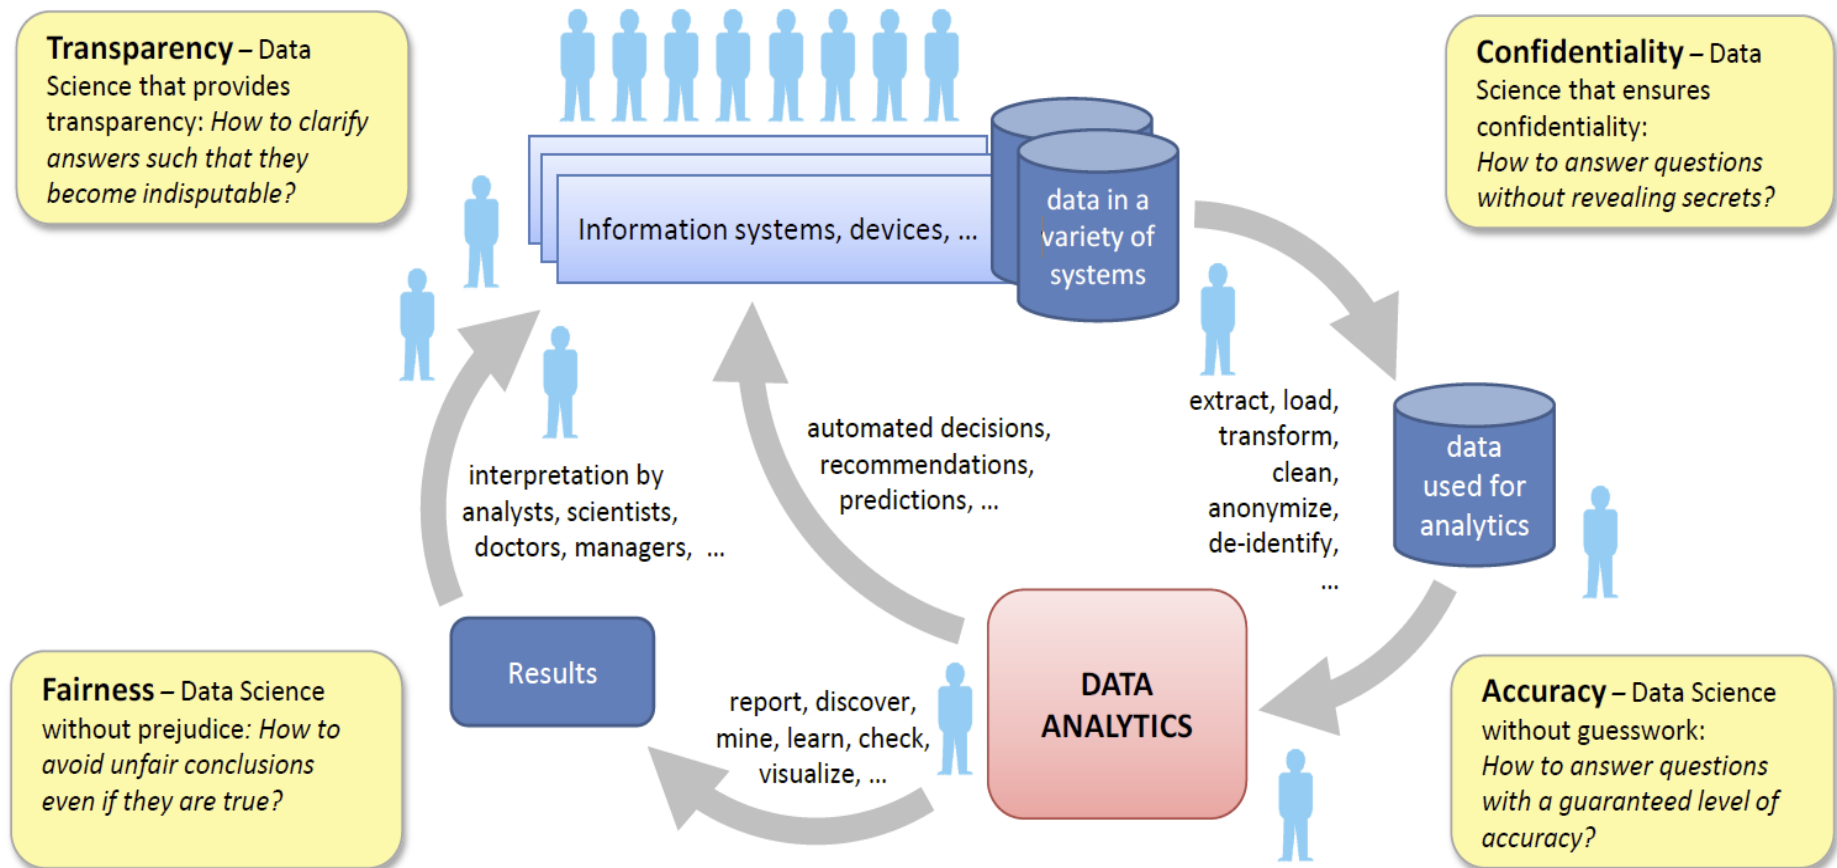 Transparency – Data
Science that provides
transparency: How to clarify
answers such that they
become indisputable?
Confidentiality – Data
Science that ensures
confidentiality:
How to answer questions
without revealing secrets?
Information systems, devices, ...
data in a
variety of
systems
extract, load,
transform,
clean,
anonymize,
de-identify,
...
data
used for
analytics
automated decisions,
recommendations,
predictions, ...
interpretation by
analysts, scientists,
doctors, managers, ...
Results
report, discover,
mine, learn, check,
visualize, ...
DATA
ANALYTICS
Fairness – Data Science
without prejudice: How to
avoid unfair conclusions
even if they are true?
Accuracy – Data Science
without guesswork:
How to answer questions
with a guaranteed level of
accuracy?